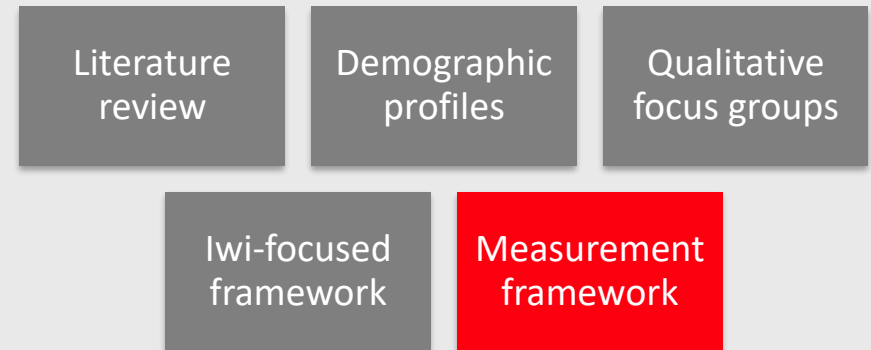 Literature
review
Demographic
profiles
Qualitative
focus groups
Iwi-focused
framework
Measurement
framework